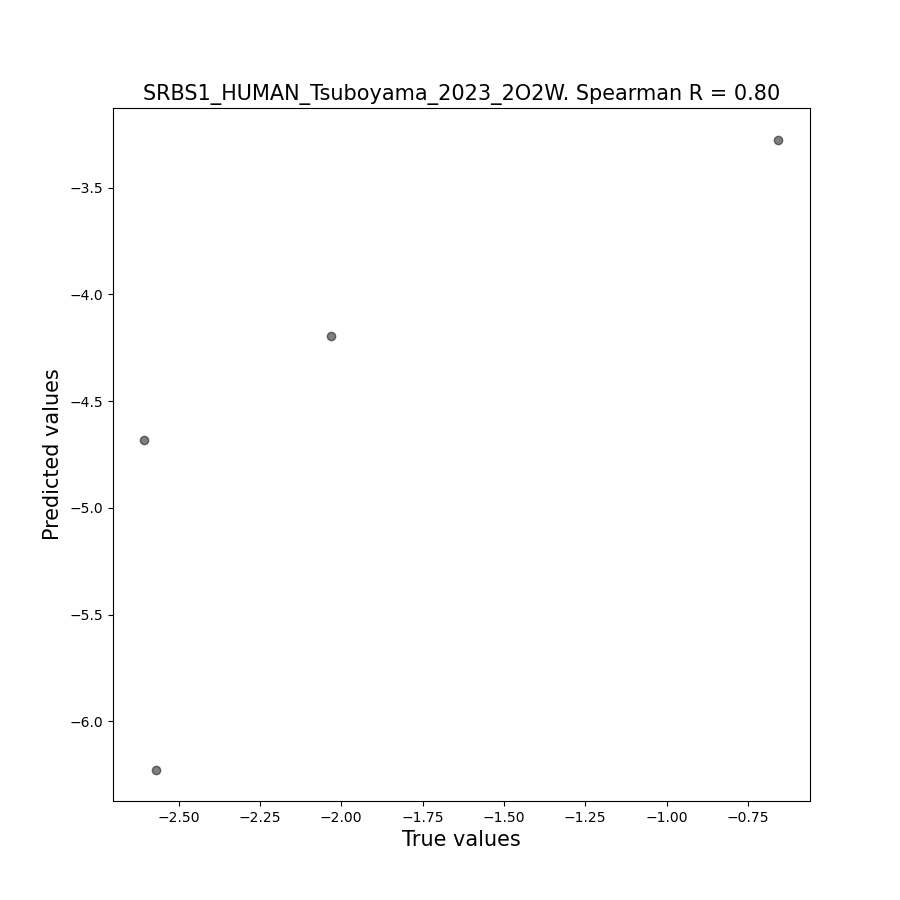 SRBS1_HUMAN_Tsuboyama_2023_2O2W. Spearman R = 0.80
Predicted values
−3.5
−4.0
−4.5
−5.0
−5.5
−6.0
−2.50 −2.25 −2.00 −1.75 −1.50 −1.25 −1.00 −0.75
True values